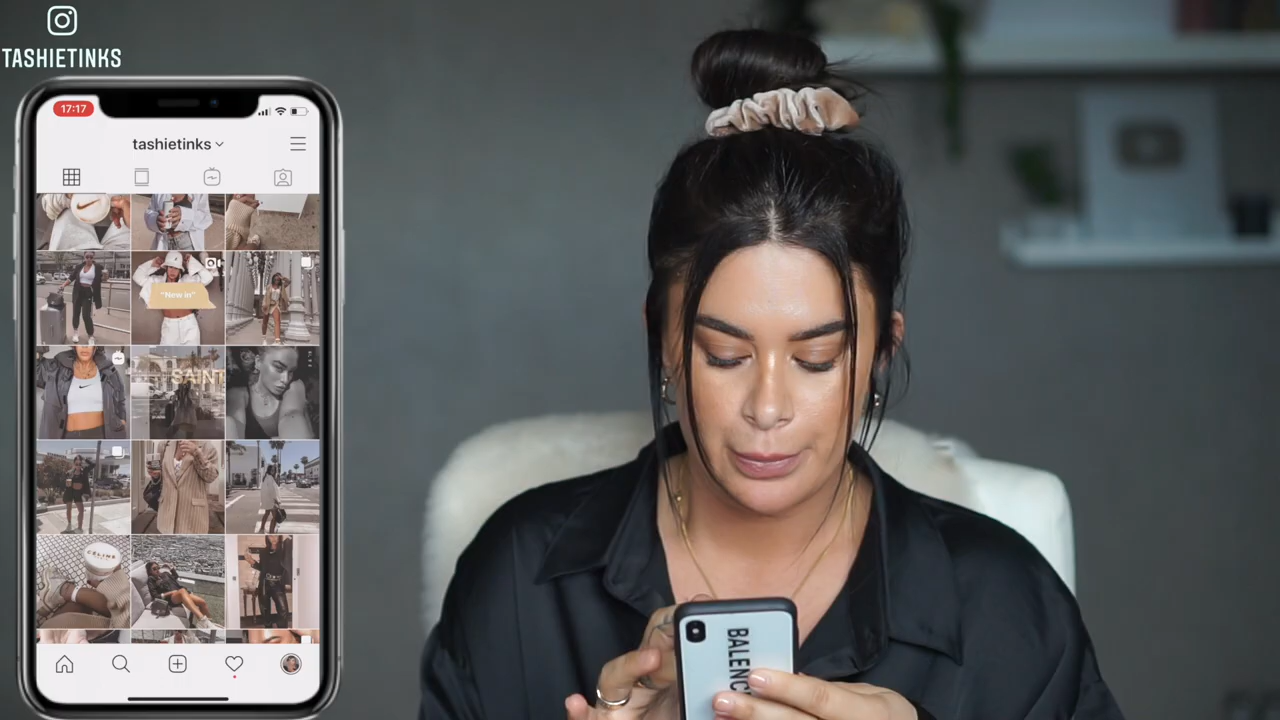 TASHIETINKS
17:17
tashietinks
"New in"
SAINT
CELINE
BALENC